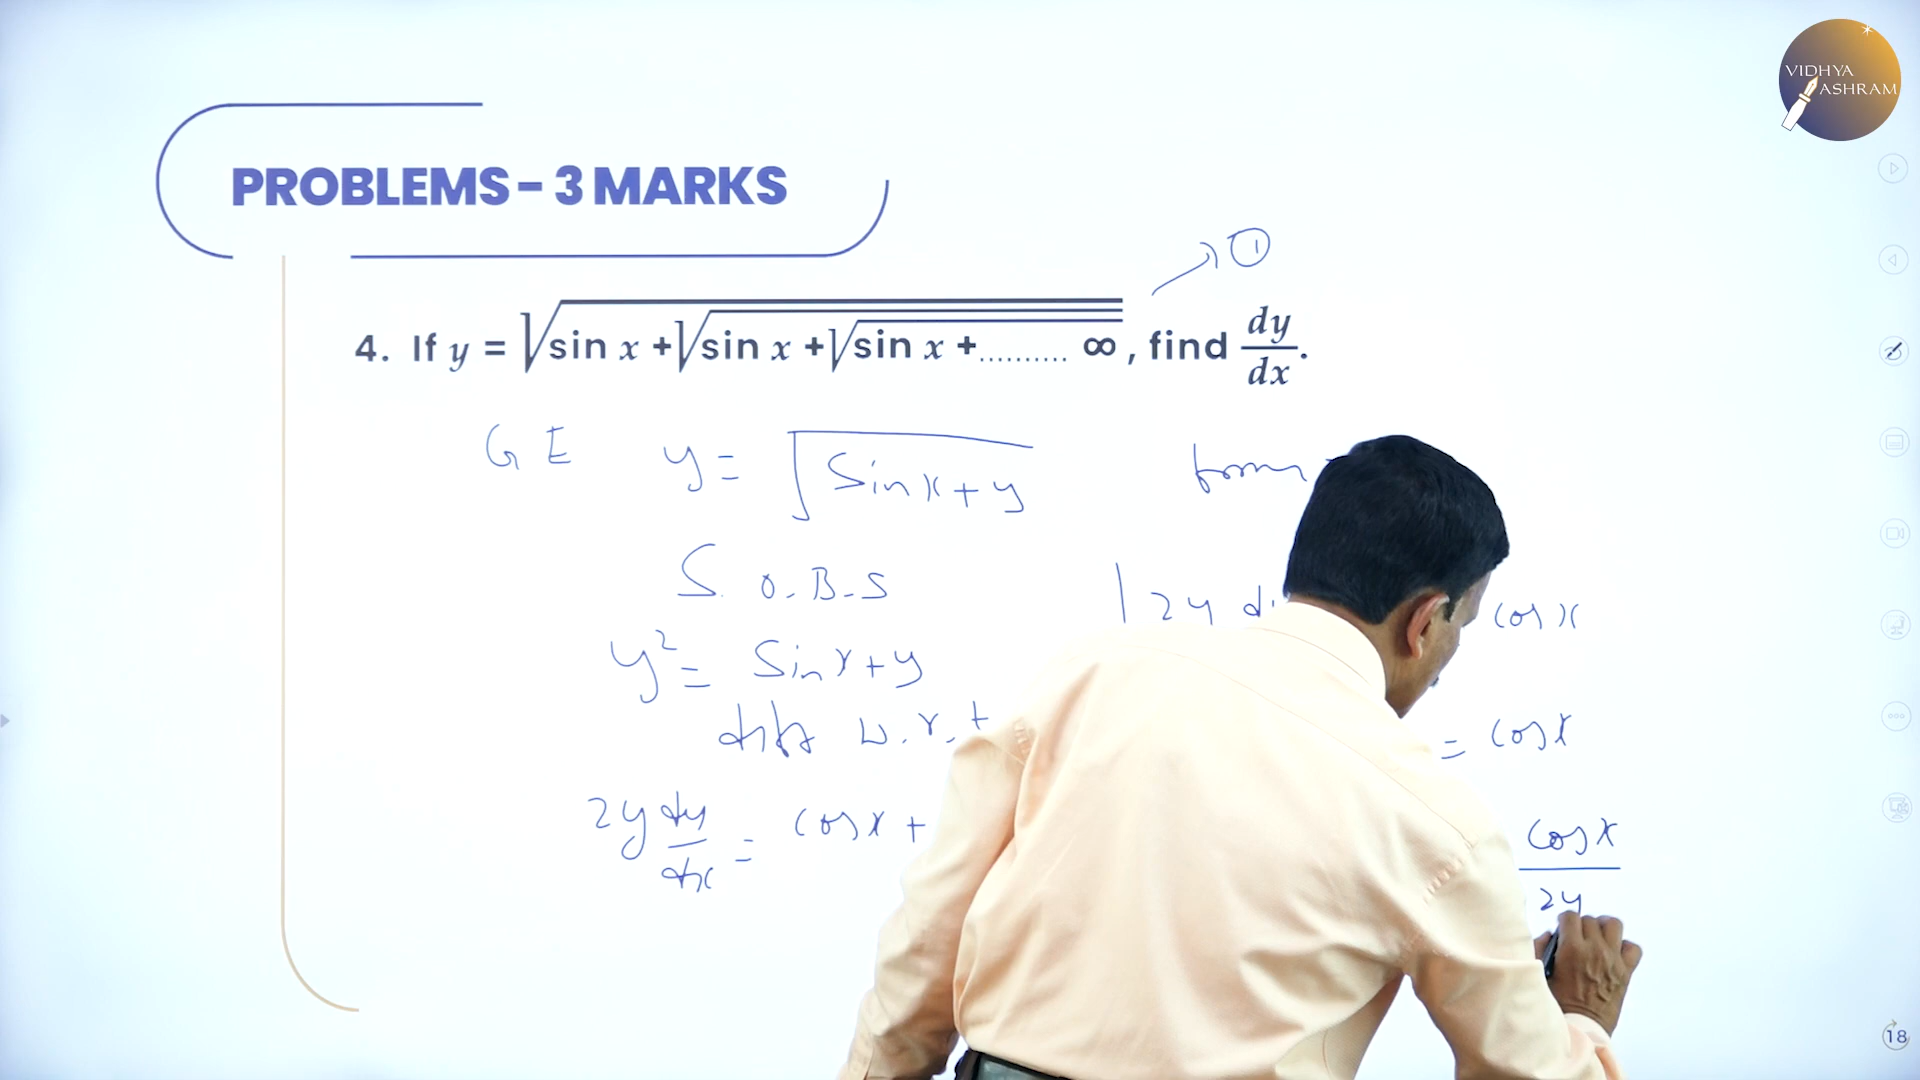 VIDHYA
ASHRAM
PROBLEMS - 3 MARKS
①
4. If y = √sin x + √sin x + √sin x + .......... ∞ , find dy/dx.
G E y = √Sin x + y
S. O. B. S
y² = Sin x + y
diff w. r. t
2y dy/dx = cos x +
2y
cos x
= cos x
cos x
2y
18